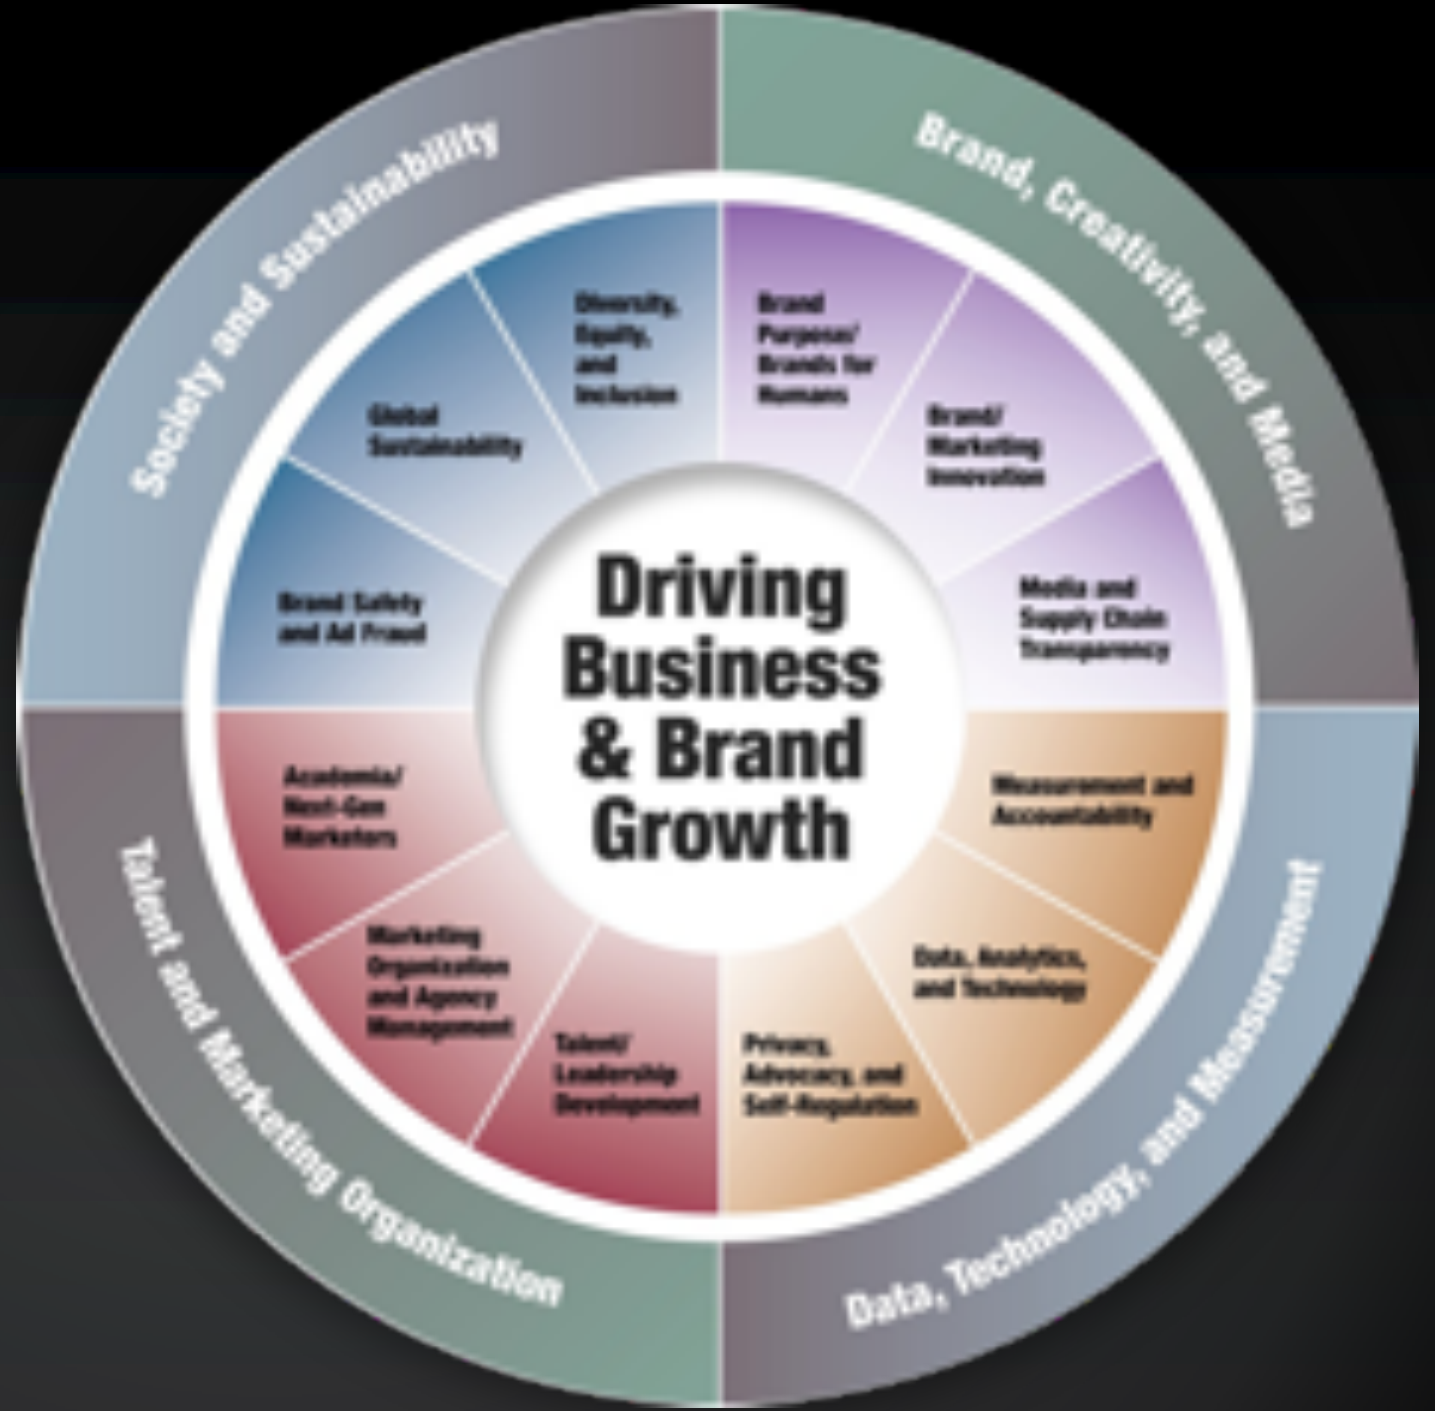 Society and Sustainability
Brand, Creativity, and Media
Diversity,
Equity,
and
Inclusion
Brand
Purpose/
Brands for
Humans
Global
Sustainability
Brand/
Marketing
Innovation
Brand Safety
and Ad Fraud
Media and
Supply Chain
Transparency
Driving
Business
& Brand
Growth
Academia/
Next-Gen
Marketers
Measurement and
Accountability
Marketing
Organization
and Agency
Management
Data, Analytics,
and Technology
Talent/
Leadership
Development
Privacy,
Advocacy, and
Self-Regulation
Talent and Marketing Organization
Data, Technology, and Measurement